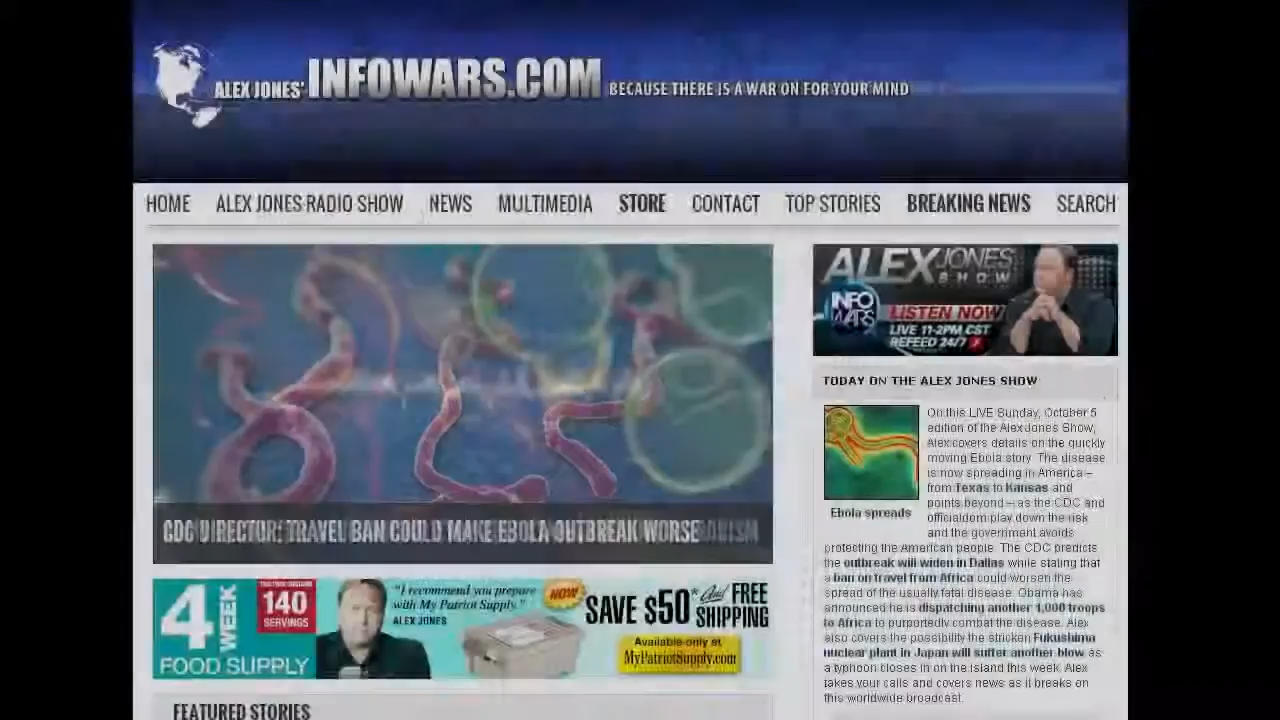 ALEX JONES' INFOWARS.COM BECAUSE THERE IS A WAR ON FOR YOUR MIND
HOME ALEX JONES RADIO SHOW NEWS MULTIMEDIA STORE CONTACT TOP STORIES BREAKING NEWS SEARCH
CDC DIRECTOR: TRAVEL BAN COULD MAKE EBOLA OUTBREAK WORSE
4 WEEK
FOOD SUPPLY
140
SERVINGS
"I recommend you prepare
with My Patriot Supply."
ALEX JONES
NOW
SAVE $50* And FREE
SHIPPING
Available only at
MyPatriotSupply.com
FEATURED STORIES
ALEX JONES
SHOW
INFO
WARS
LISTEN NOW
LIVE 11-2PM CST
REFEED 24/7
TODAY ON THE ALEX JONES SHOW
Ebola spreads
On this LIVE Sunday, October 5
edition of the Alex Jones Show,
Alex covers details on the quickly
moving Ebola story. The disease
is now spreading in America –
from Texas to Kansas and
points beyond – as the CDC and
officialdom play down the risk
and the government avoids
protecting the American people. The CDC predicts
the outbreak will widen in Dallas while stating that
a ban on travel from Africa could worsen the
spread of the usually fatal disease. Obama has
announced he is dispatching another 1,000 troops
to Africa to purportedly combat the disease. Alex
also covers the possibility the stricken Fukushima
nuclear plant in Japan will suffer another blow as
a typhoon closes in on the island this week. Alex
takes your calls and covers news as it breaks on
this worldwide broadcast.